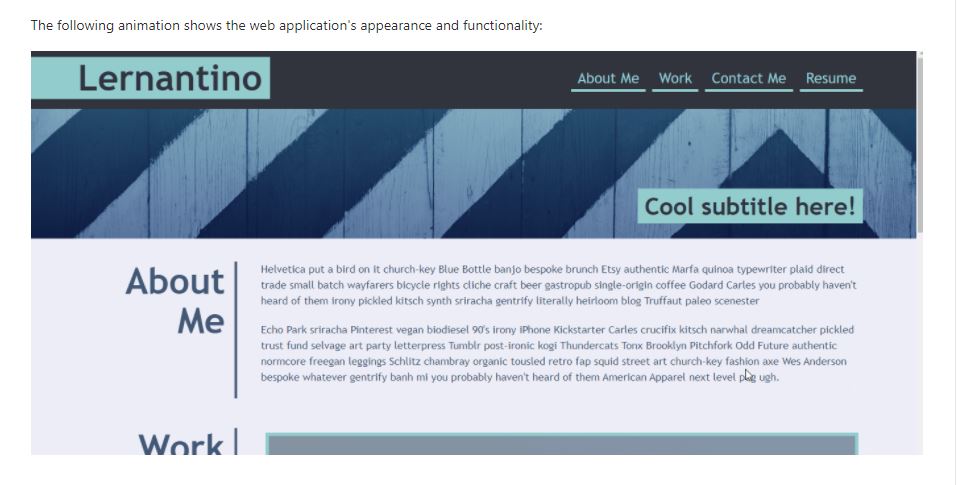 The following animation shows the web application's appearance and functionality:
Lernantino
About Me Work Contact Me Resume
Cool subtitle here!
About
Me
Helvetica put a bird on it church-key Blue Bottle banjo bespoke brunch Etsy authentic Marfa quinoa typewriter plaid direct
trade small batch wayfarers bicycle rights cliche craft beer gastropub single-origin coffee Godard Carles you probably haven't
heard of them irony pickled kitsch synth sriracha gentrify literally heirloom blog Truffaut paleo scenester
Echo Park sriracha Pinterest vegan biodiesel 90's irony iPhone Kickstarter Carles crucifix kitsch narwhal dreamcatcher pickled
trust fund selvage art party letterpress Tumblr post-ironic kogi Thundercats Tonx Brooklyn Pitchfork Odd Future authentic
normcore freegan leggings Schlitz chambray organic tousled retro fap squid street art church-key fashion axe Wes Anderson
bespoke whatever gentrify banh mi you probably haven't heard of them American Apparel next level ugh.
Work